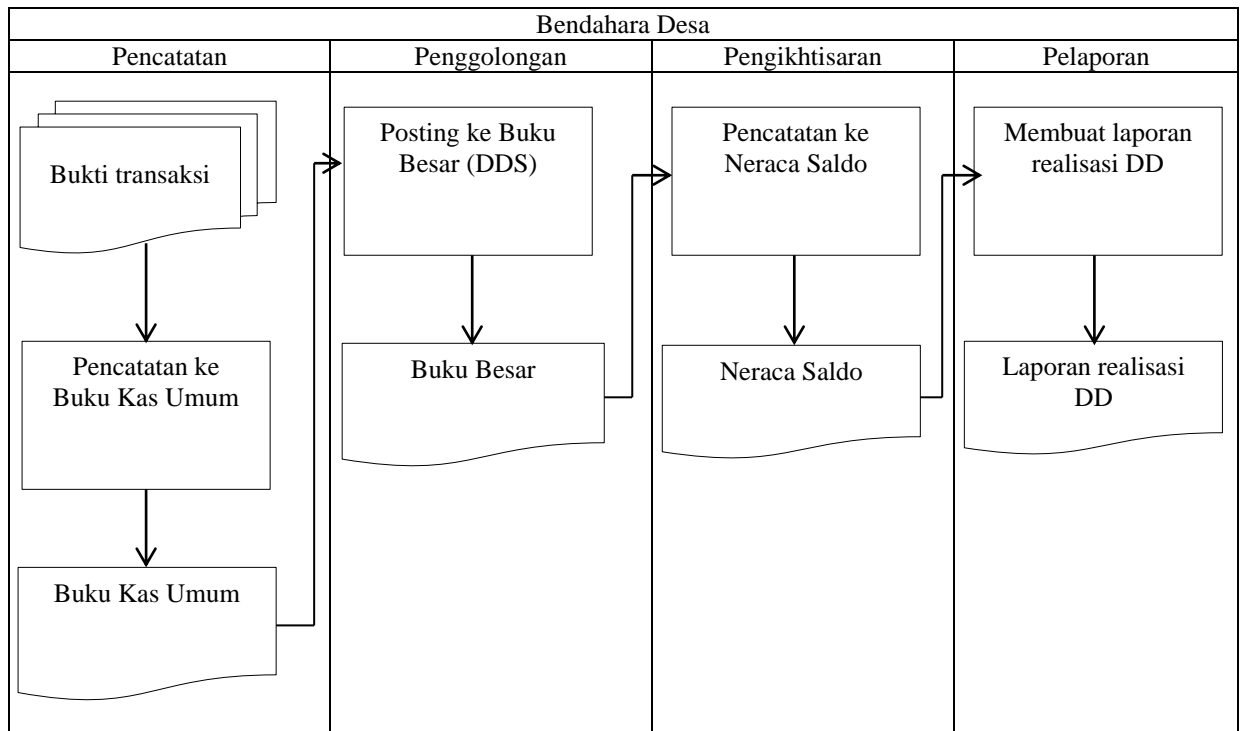 Bendahara Desa
Pencatatan
Penggolongan
Pengikhtisaran
Pelaporan
Bukti transaksi
Pencatatan ke
Buku Kas Umum
Buku Kas Umum
Posting ke Buku
Besar (DDS)
Buku Besar
Pencatatan ke
Neraca Saldo
Neraca Saldo
Membuat laporan
realisasi DD
Laporan realisasi
DD